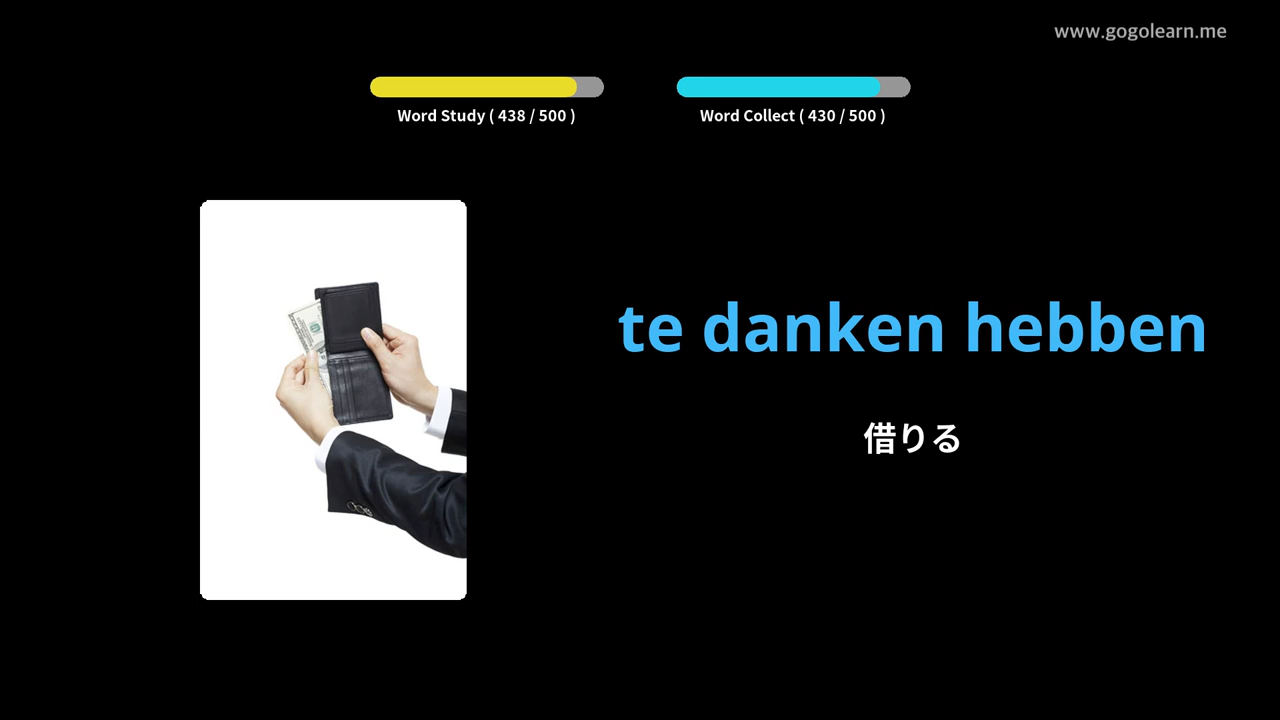 www.gogolearn.me
Word Study ( 438 / 500 )
Word Collect ( 430 / 500 )
te danken hebben
借りる